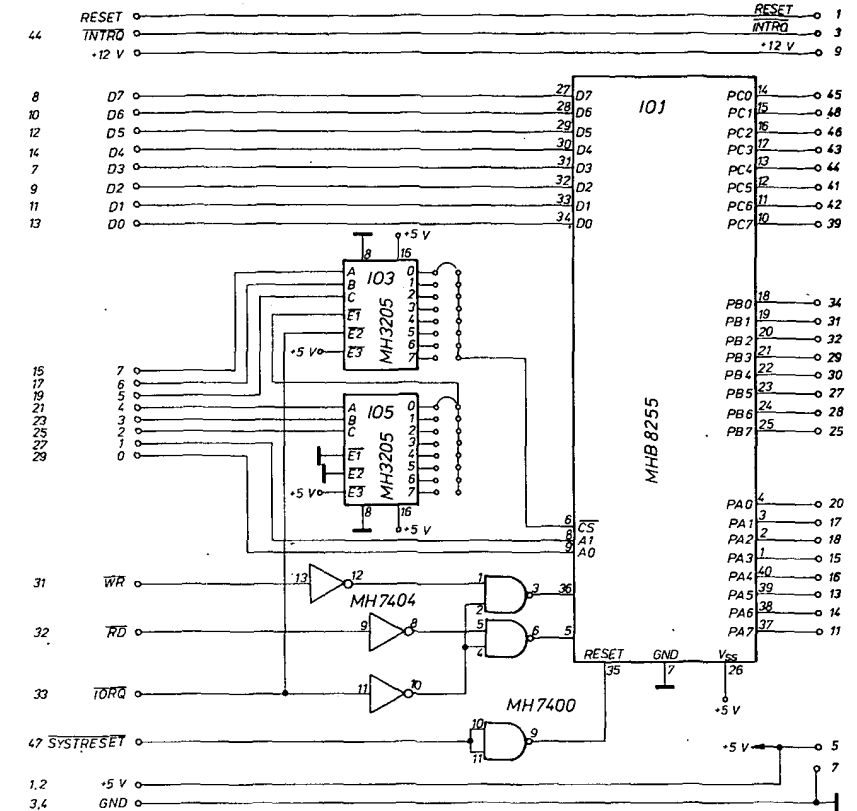 RESET RESET 1
44 INTRQ INTRQ 3
+12 V +12 V 9
8 D7 27 D7 IO1 PC0 14 45
10 D6 28 D6 PC1 15 48
12 D5 29 D5 PC2 16 46
14 D4 30 D4 PC3 17 43
7 D3 31 D3 PC4 13 44
9 D2 32 D2 PC5 12 41
11 D1 33 D1 PC6 11 42
13 D0 34 D0 PC7 10 39
+5 V
8 16
A IO3 0
B 1
C 2
E1 3
E2 4
+5 V E3 5
6
7
MH3205
PB0 18 34
PB1 19 31
PB2 20 32
PB3 21 29
PB4 22 30
PB5 23 27
PB6 24 28
PB7 25 25
15 7
17 6
19 5
21 4
23 3
25 2
27 1
29 0
A IO5 0
B 1
C 2
E1 3
E2 4
+5 V E3 5
6
7
MH3205
8 16
+5 V
MHB 8255
6 CS
8 A1
9 A0
PA0 4 20
PA1 3 17
PA2 2 18
PA3 1 15
PA4 40 16
PA5 39 13
PA6 38 14
PA7 37 11
31 WR 13 12 1 2 3 36
MH7404
32 RD 9 8 5 4 6 5
RESET GND VSS
35 7 26
+5 V
33 IORQ 11 10
MH7400
47 SYSTRESET 10 11 9
+5 V 5
7
1,2 +5 V
3,4 GND